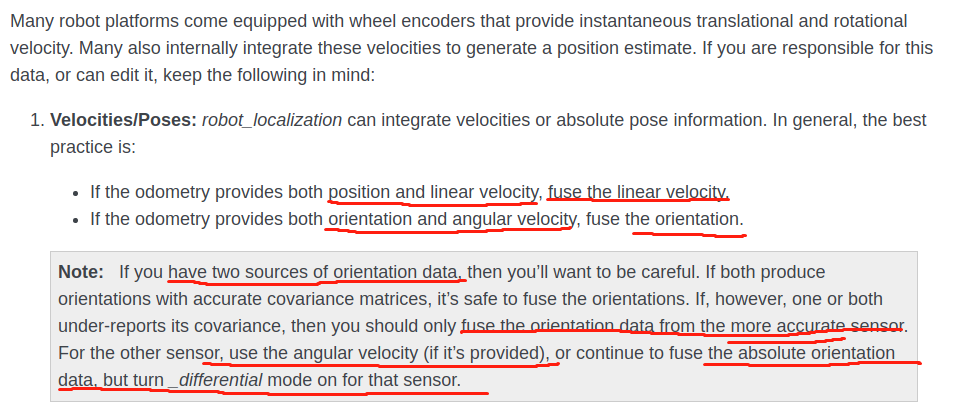 Many robot platforms come equipped with wheel encoders that provide instantaneous translational and rotational
velocity. Many also internally integrate these velocities to generate a position estimate. If you are responsible for this
data, or can edit it, keep the following in mind:
1. Velocities/Poses: robot_localization can integrate velocities or absolute pose information. In general, the best
practice is:
• If the odometry provides both position and linear velocity, fuse the linear velocity.
• If the odometry provides both orientation and angular velocity, fuse the orientation.
Note: If you have two sources of orientation data, then you’ll want to be careful. If both produce
orientations with accurate covariance matrices, it’s safe to fuse the orientations. If, however, one or both
under-reports its covariance, then you should only fuse the orientation data from the more accurate sensor.
For the other sensor, use the angular velocity (if it’s provided), or continue to fuse the absolute orientation
data, but turn _differential mode on for that sensor.